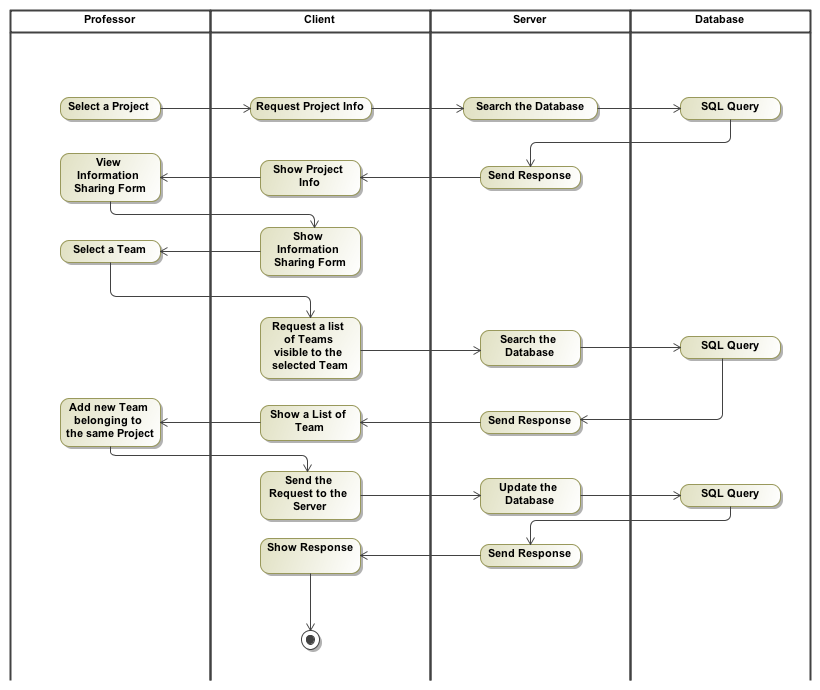 Professor
Client
Server
Database
Select a Project
Request Project Info
Search the Database
SQL Query
View
Information
Sharing Form
Show Project
Info
Send Response
Show
Information
Sharing Form
Select a Team
Request a list
of Teams
visible to the
selected Team
Search the
Database
SQL Query
Add new Team
belonging to
the same Project
Show a List of
Team
Send Response
Send the
Request to the
Server
Update the
Database
SQL Query
Show Response
Send Response